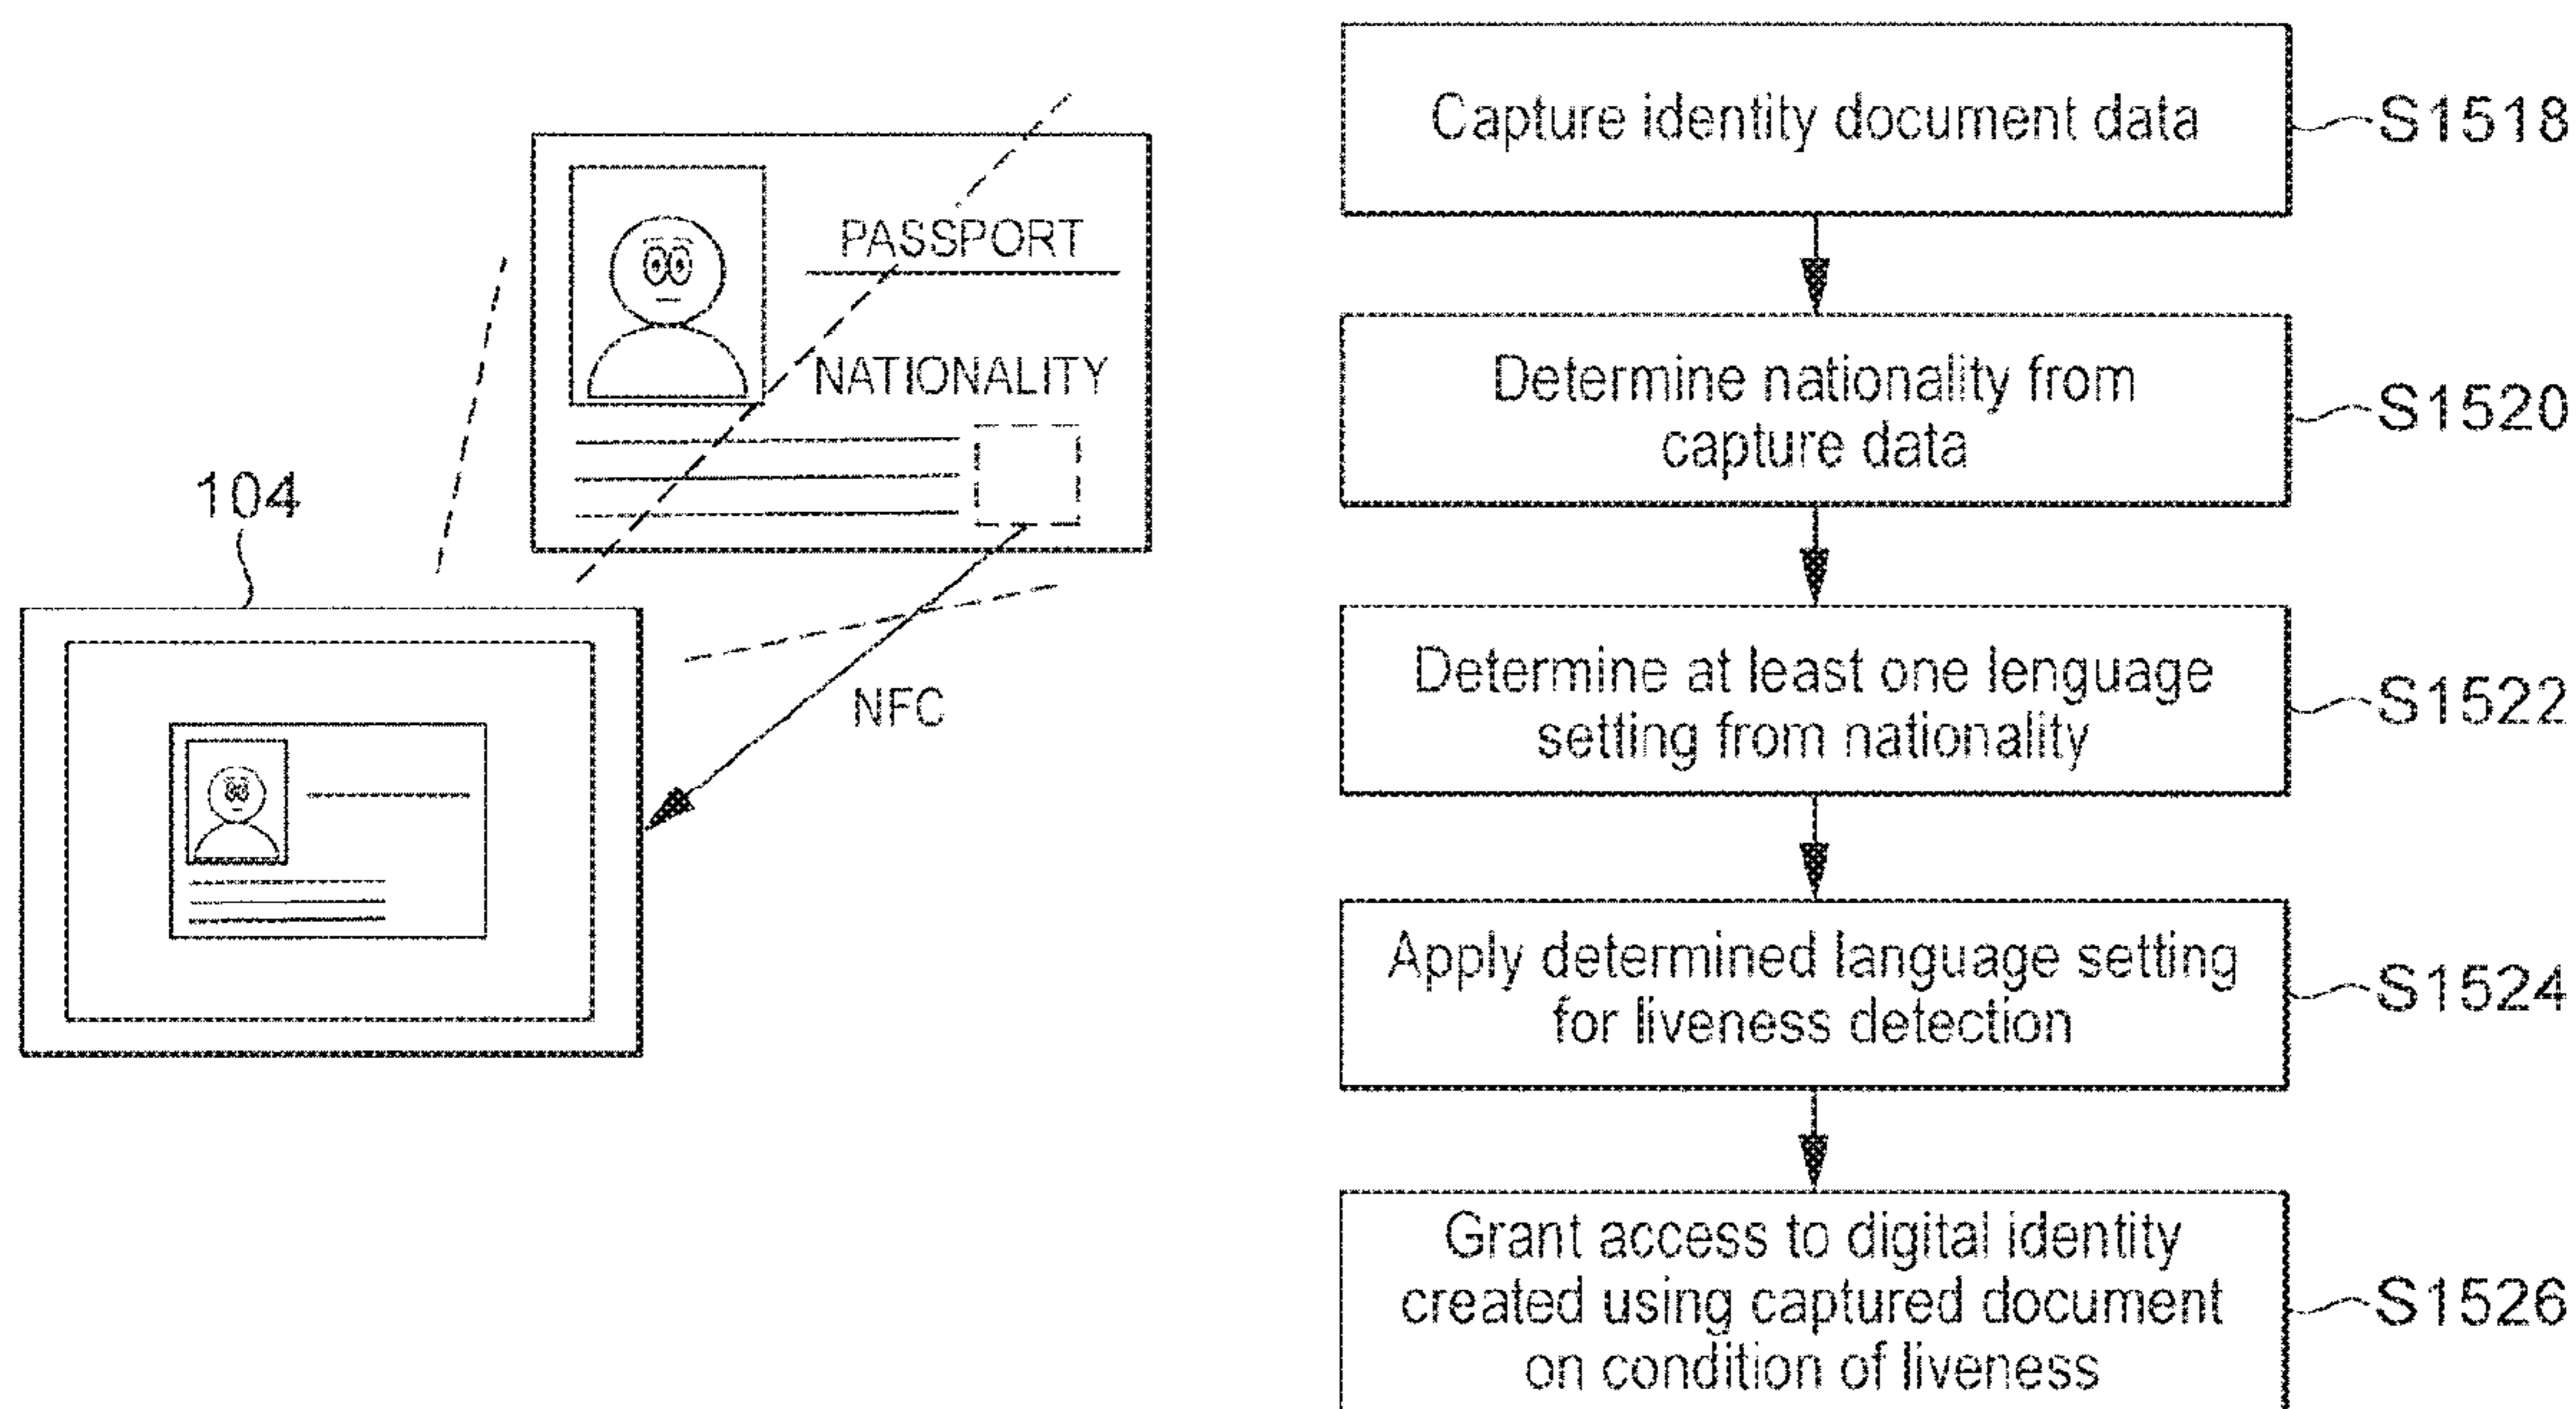 PASSPORT
NATIONALITY
104
NFC
Capture identity document data
S1518
Determine nationality from
capture data
S1520
Determine at least one lenguage
setting from nationality
S1522
Apply determined language setting
for liveness detection
S1524
Grant access to digital identity
created using captured document
on condition of liveness
S1526